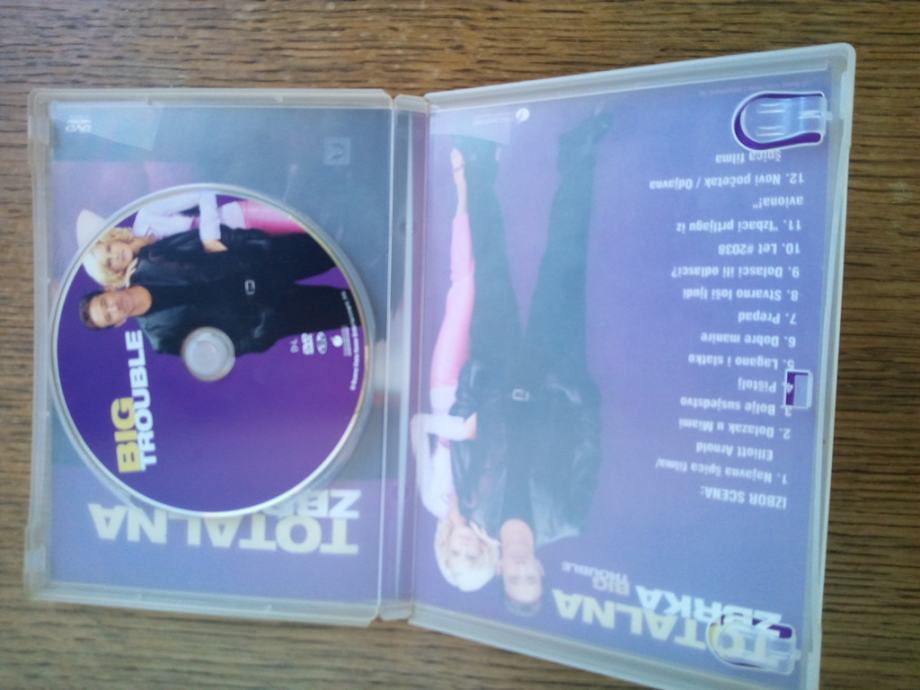 TOTALNA
ZBRKA
BIG
TROUBLE
IZBOR SCENA:
1. Najavna špica filma/
Elliott Arnold
2. Dolazak u Miami
3. Bolje susjedstvo
4. Pištolj
5. Lagano i slatko
6. Dobre manire
7. Prepad
8. Stvarno loši ljudi
9. Dolasci ili odlasci?
10. Let #2038
11. "Izbaci prtljagu iz
aviona!"
12. Novi početak / Odjavna
špica filma
TOTALNA
BIG
TROUBLE
DVD
DVD